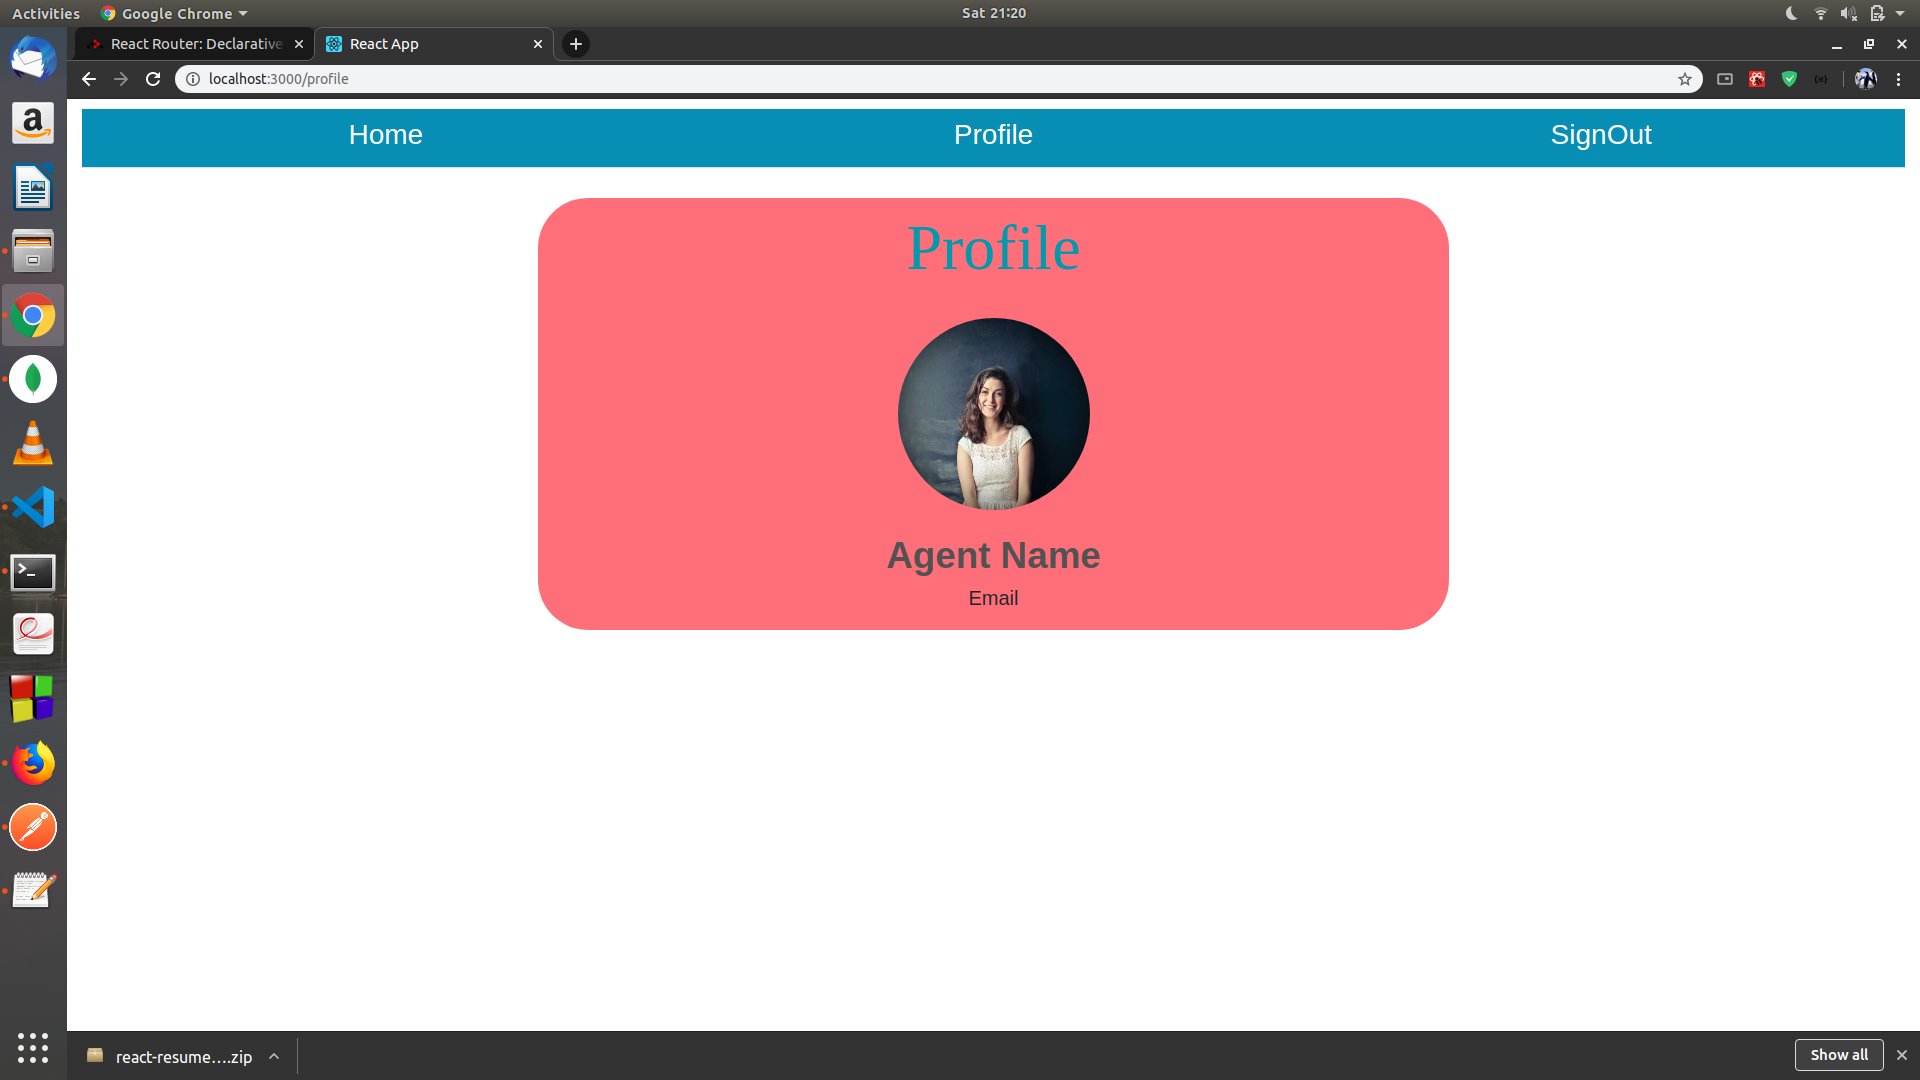 Activities
Google Chrome
Sat 21:20
React Router: Declarative
React App
localhost:3000/profile
Home
Profile
SignOut
Profile
Agent Name
Email
react-resume....zip
Show all